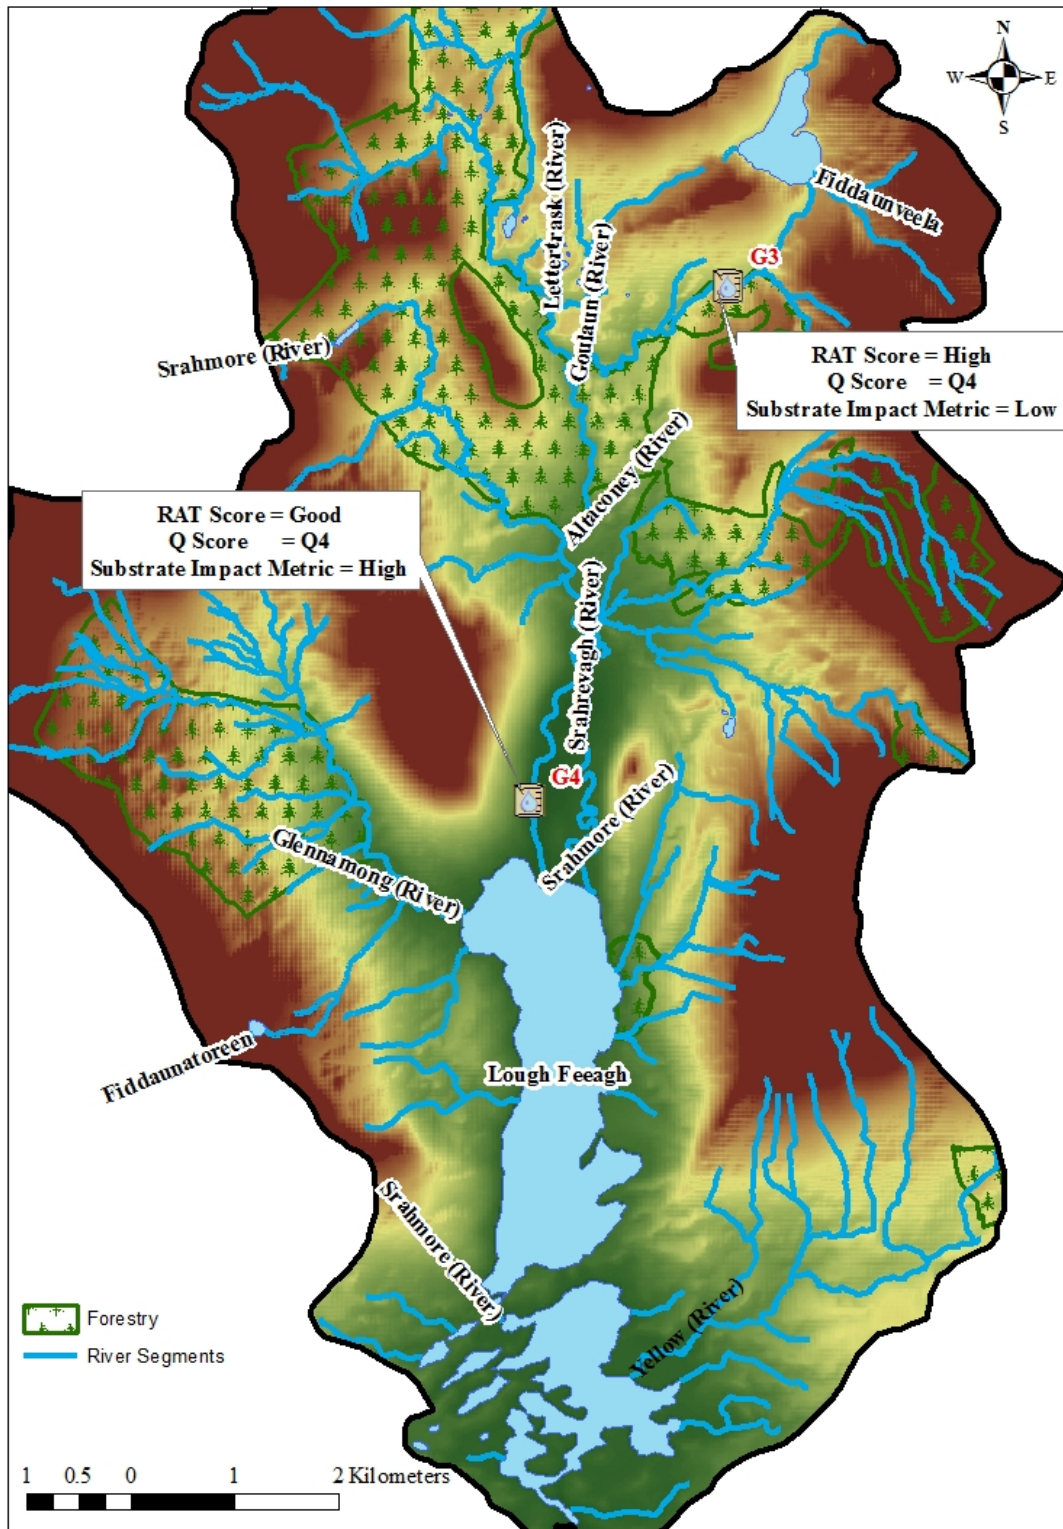 N
W E
S
Lettertrask (River)
Goulaun (River)
Fiddaunveela
G3
Srahmore (River)
RAT Score = High
Q Score = Q4
Substrate Impact Metric = Low
Altaconey (River)
RAT Score = Good
Q Score = Q4
Substrate Impact Metric = High
Srahrevagh (River)
G4
Srahmore (River)
Glennamong (River)
Fiddaunatoreen
Lough Feeagh
Srahmore (River)
Yellow (River)
Forestry
River Segments
1 0.5 0 1 2 Kilometers